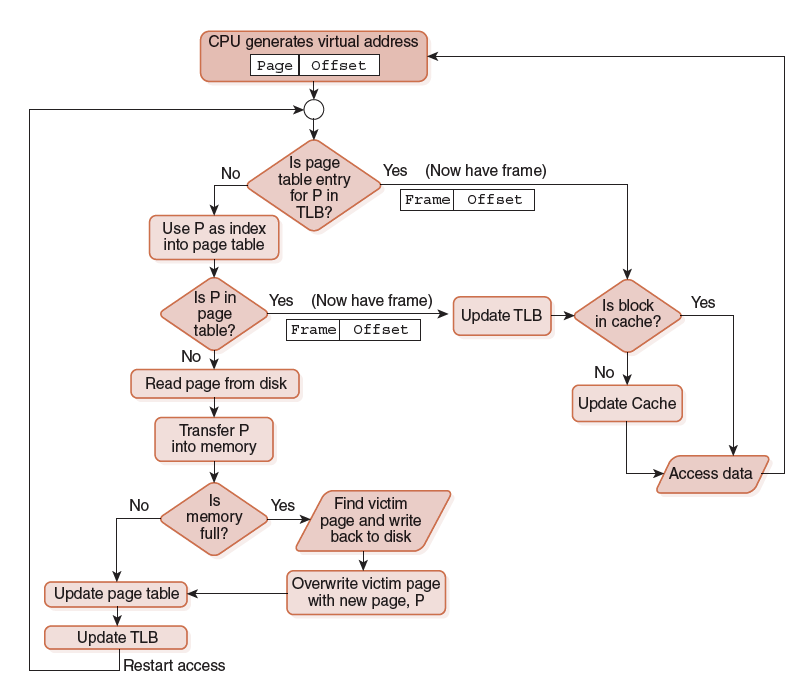 CPU generates virtual address
Page Offset
Is page
table entry
for P in
TLB?
No
Yes (Now have frame)
Frame Offset
Use P as index
into page table
Is P in
page
table?
Yes (Now have frame)
Frame Offset
No
Update TLB
Is block
in cache?
Yes
No
Update Cache
Access data
Read page from disk
Transfer P
into memory
Is
memory
full?
No
Yes
Find victim
page and write
back to disk
Overwrite victim page
with new page, P
Update page table
Update TLB
Restart access